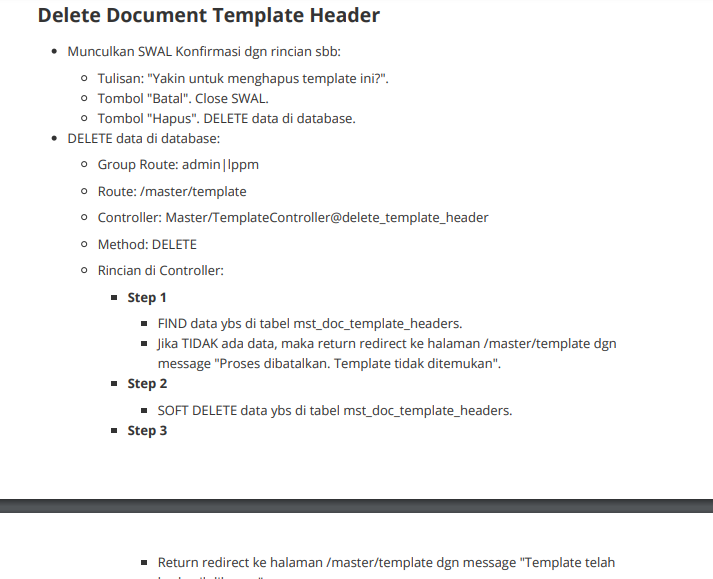 Delete Document Template Header
Munculkan SWAL Konfirmasi dgn rincian sbb:
Tulisan: "Yakin untuk menghapus template ini?".
Tombol "Batal". Close SWAL.
Tombol "Hapus". DELETE data di database.
DELETE data di database:
Group Route: admin|lppm
Route: /master/template
Controller: Master/TemplateController@delete_template_header
Method: DELETE
Rincian di Controller:
Step 1
FIND data ybs di tabel mst_doc_template_headers.
Jika TIDAK ada data, maka return redirect ke halaman /master/template dgn
message "Proses dibatalkan. Template tidak ditemukan".
Step 2
SOFT DELETE data ybs di tabel mst_doc_template_headers.
Step 3
Return redirect ke halaman /master/template dgn message "Template telah